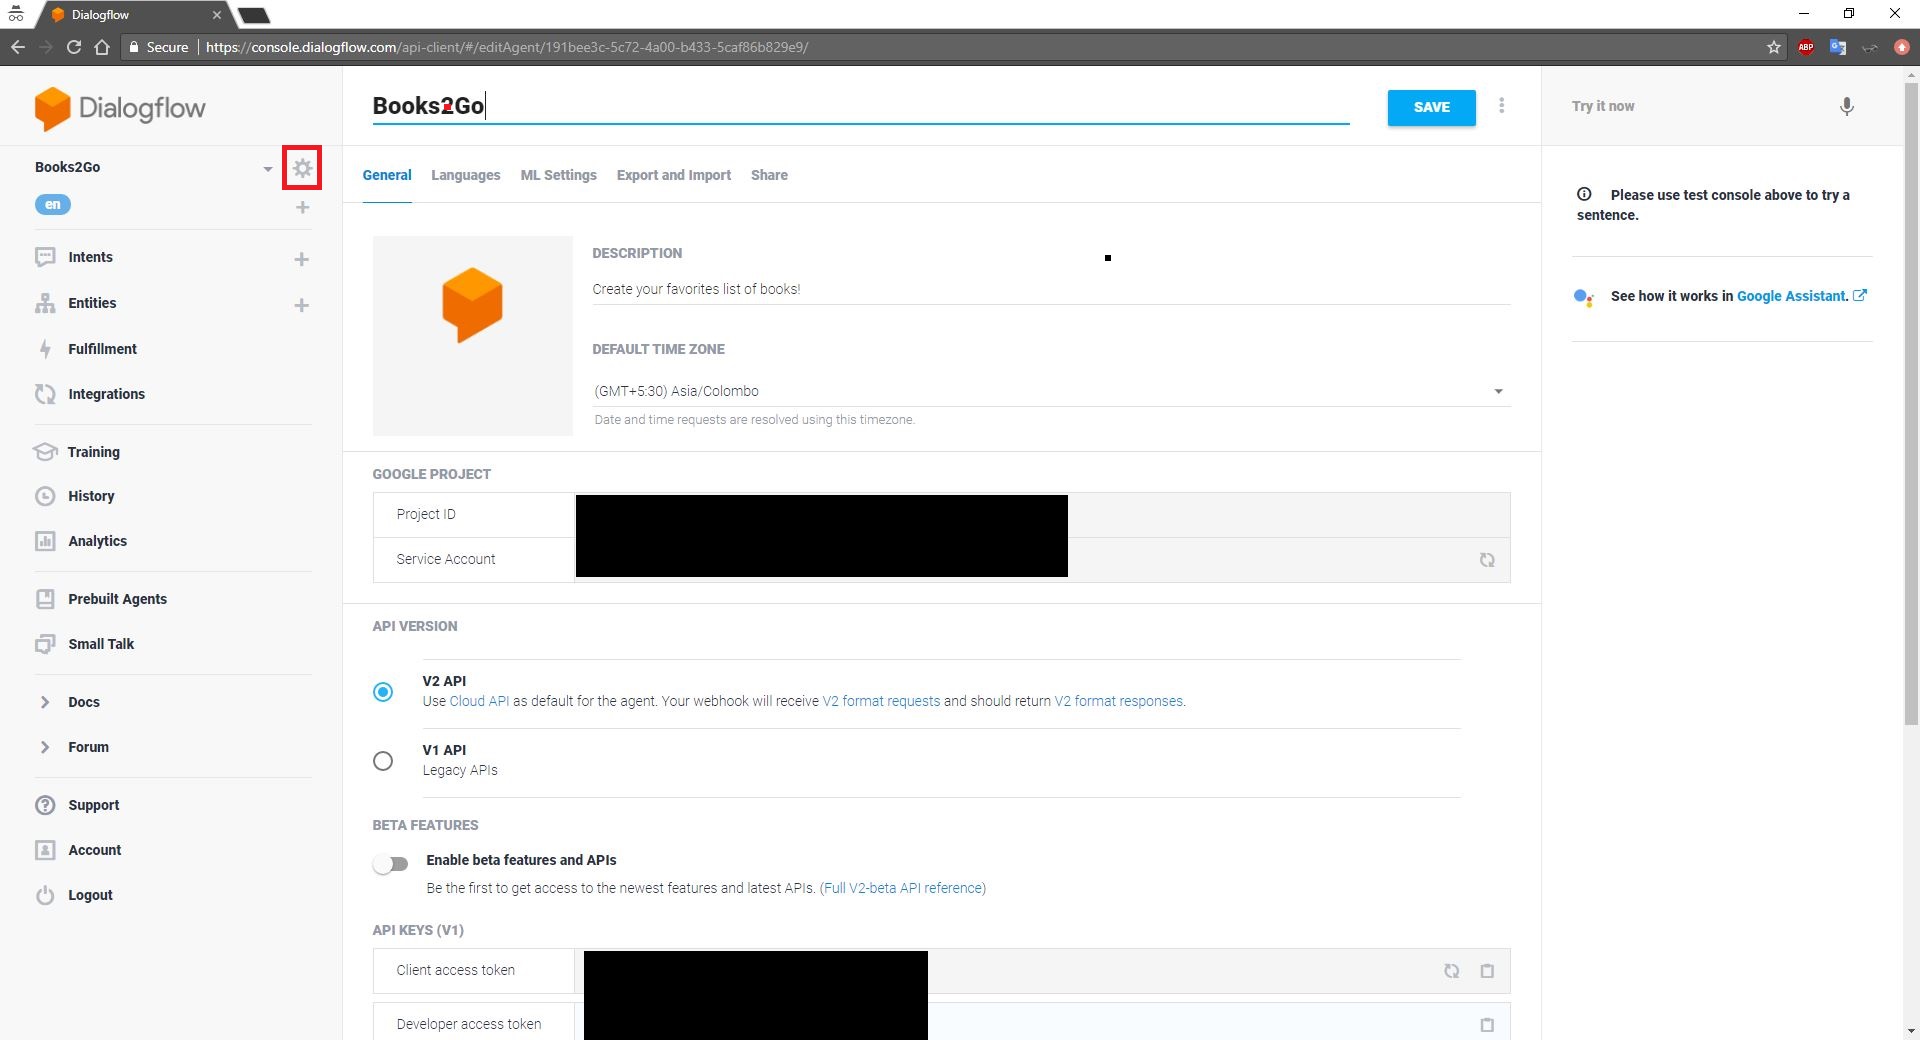 Dialogflow
Secure
https://console.dialogflow.com/api-client/#/editAgent/191bee3c-5c72-4a00-b433-5caf86b829e9/
ABP
Dialogflow
Books2Go
en
Intents
Entities
Fulfillment
Integrations
Training
History
Analytics
Prebuilt Agents
Small Talk
Docs
Forum
Support
Account
Logout
Books2Go
SAVE
General Languages ML Settings Export and Import Share
DESCRIPTION
Create your favorites list of books!
DEFAULT TIME ZONE
(GMT+5:30) Asia/Colombo
Date and time requests are resolved using this timezone.
GOOGLE PROJECT
Project ID
Service Account
API VERSION
V2 API
Use Cloud API as default for the agent. Your webhook will receive V2 format requests and should return V2 format responses.
V1 API
Legacy APIs
BETA FEATURES
Enable beta features and APIs
Be the first to get access to the newest features and latest APIs. (Full V2-beta API reference)
API KEYS (V1)
Client access token
Developer access token
Try it now
Please use test console above to try a
sentence.
See how it works in Google Assistant.